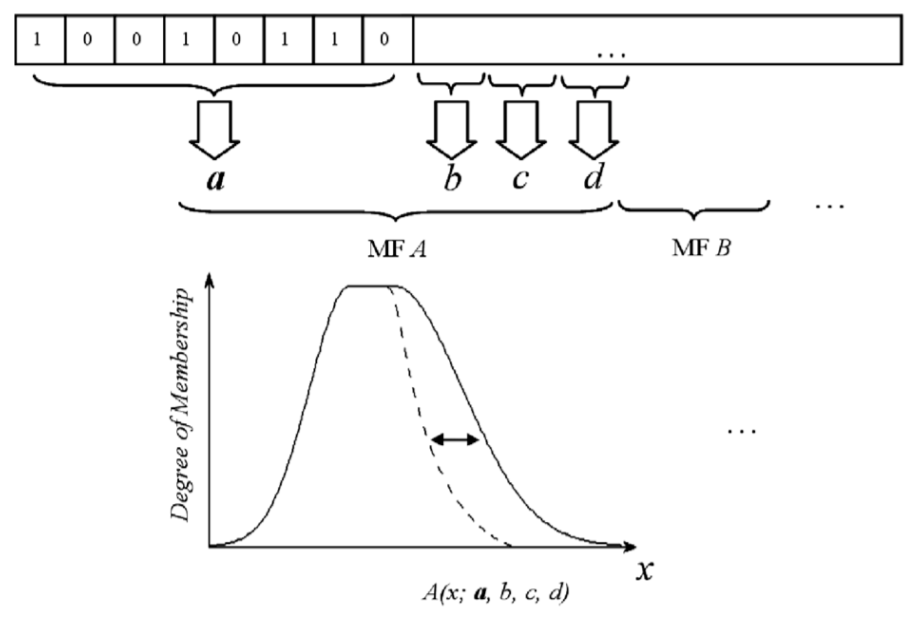 1 0 0 1 0 1 1 0 ...
a b c d
MF A MF B ...
Degree of Membership
...
x
A(x; a, b, c, d)